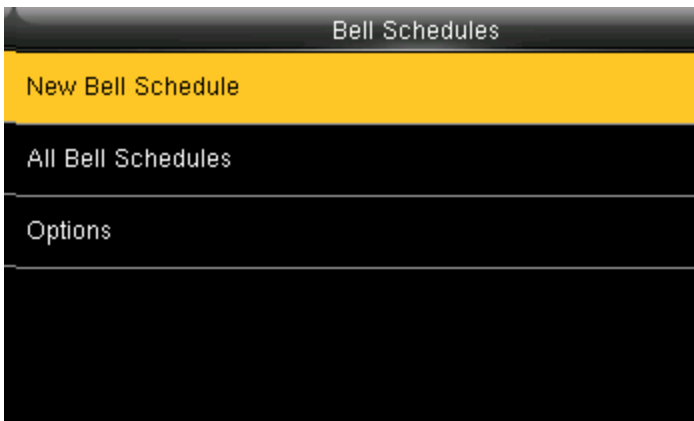 Bell Schedules
New Bell Schedule
All Bell Schedules
Options